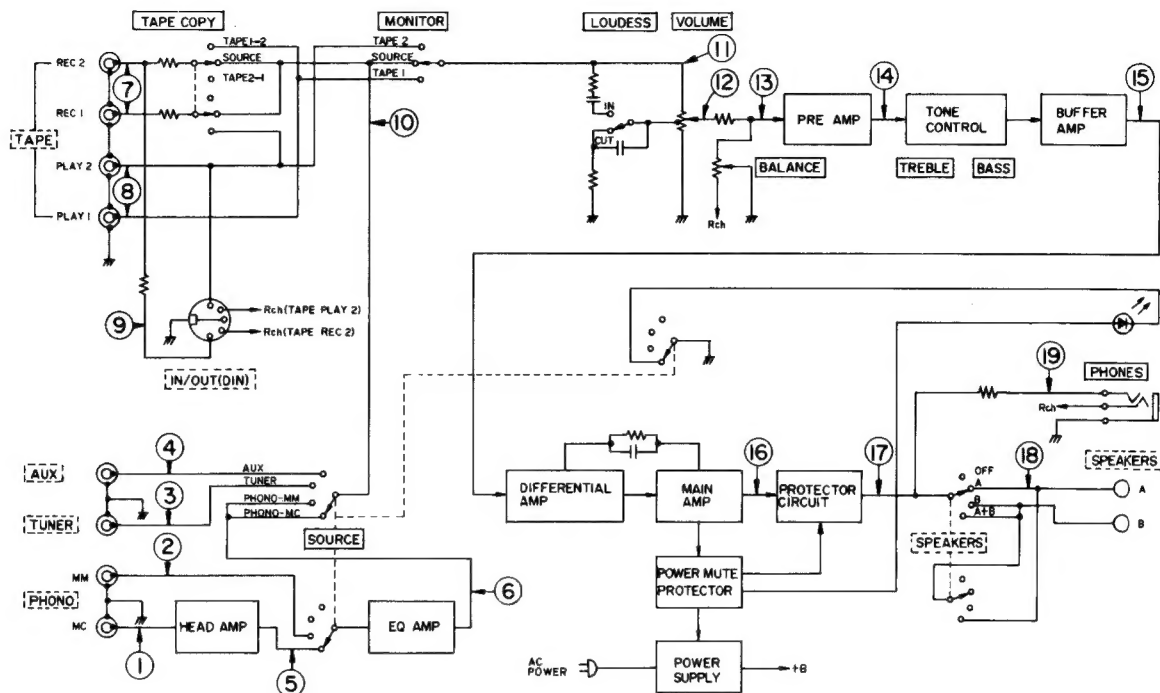 TAPE COPY
MONITOR
LOUDESS
VOLUME
TAPE1-2
TAPE 2
REC 2
SOURCE
SOURCE
11
TAPE2-1
TAPE 1
7
12
13
14
15
IN
REC 1
PRE AMP
TONE CONTROL
BUFFER AMP
10
TAPE
CUT
PLAY 2
BALANCE
TREBLE
BASS
8
PLAY 1
Rch
Rch(TAPE PLAY 2)
9
Rch(TAPE REC 2)
19
PHONES
IN/OUT(DIN)
Rch
4
AUX
AUX
16
17
OFF
18
SPEAKERS
TUNER
3
A
A
DIFFERENTIAL AMP
MAIN AMP
PROTECTOR CIRCUIT
PHONO-MM
B
PHONO-MC
A+B
B
TUNER
SOURCE
SPEAKERS
2
MM
6
POWER MUTE PROTECTOR
PHONO
HEAD AMP
EQ AMP
MC
1
5
AC POWER
POWER SUPPLY
+B